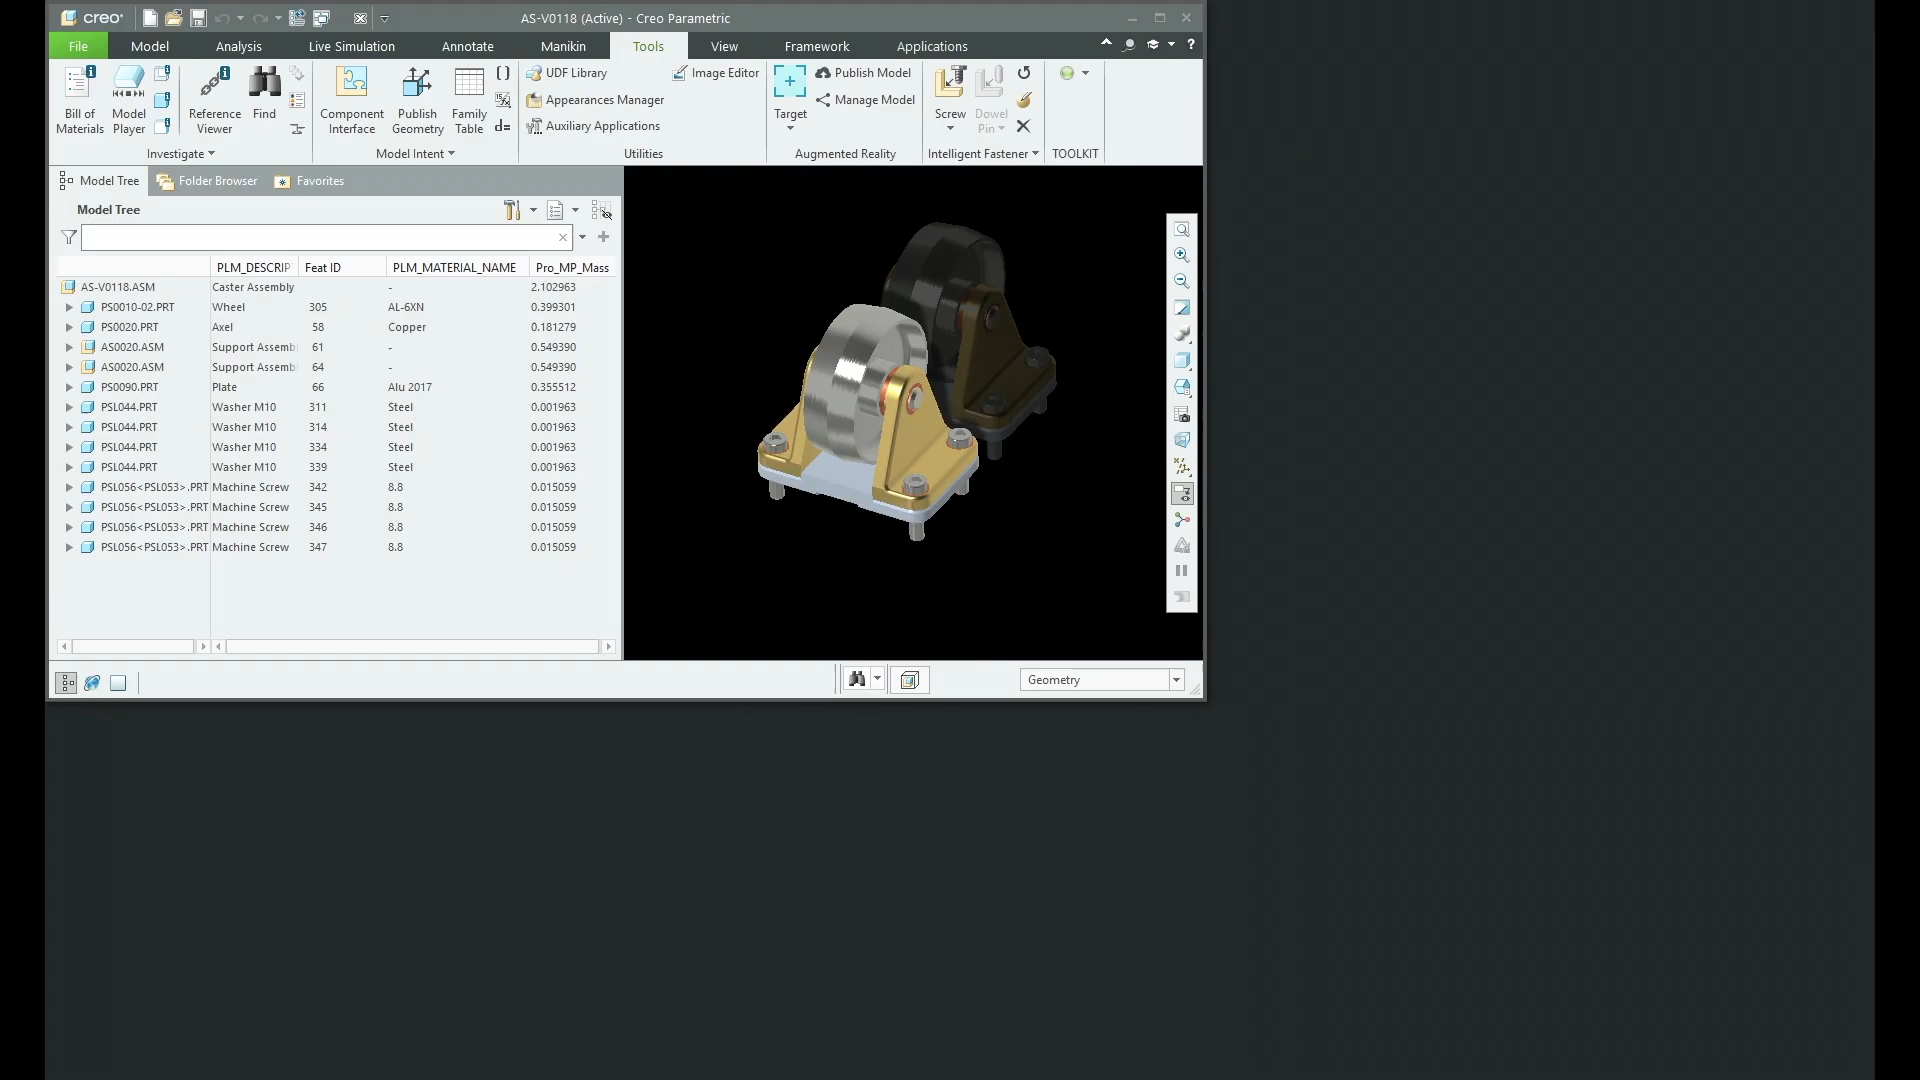 creo®
AS-V0118 (Active) - Creo Parametric
File Model Analysis Live Simulation Annotate Manikin Tools View Framework Applications
Bill of Materials
Model Player
Reference Viewer
Find
Investigate
Component Interface
Publish Geometry
Family Table
d=
Model Intent
UDF Library
Image Editor
Appearances Manager
Auxiliary Applications
Utilities
Target
Publish Model
Manage Model
Augmented Reality
Screw
Dowel Pin
Intelligent Fastener
TOOLKIT
Model Tree Folder Browser Favorites
Model Tree
PLM_DESCRIP Feat ID PLM_MATERIAL_NAME Pro_MP_Mass
AS-V0118.ASM Caster Assembly - 2.102963
PS0010-02.PRT Wheel 305 AL-6XN 0.399301
PS0020.PRT Axel 58 Copper 0.181279
AS0020.ASM Support Assemb 61 - 0.549390
AS0020.ASM Support Assemb 64 - 0.549390
PS0090.PRT Plate 66 Alu 2017 0.355512
PSL044.PRT Washer M10 311 Steel 0.001963
PSL044.PRT Washer M10 314 Steel 0.001963
PSL044.PRT Washer M10 334 Steel 0.001963
PSL044.PRT Washer M10 339 Steel 0.001963
PSL056<PSL053>.PRT Machine Screw 342 8.8 0.015059
PSL056<PSL053>.PRT Machine Screw 345 8.8 0.015059
PSL056<PSL053>.PRT Machine Screw 346 8.8 0.015059
PSL056<PSL053>.PRT Machine Screw 347 8.8 0.015059
Geometry